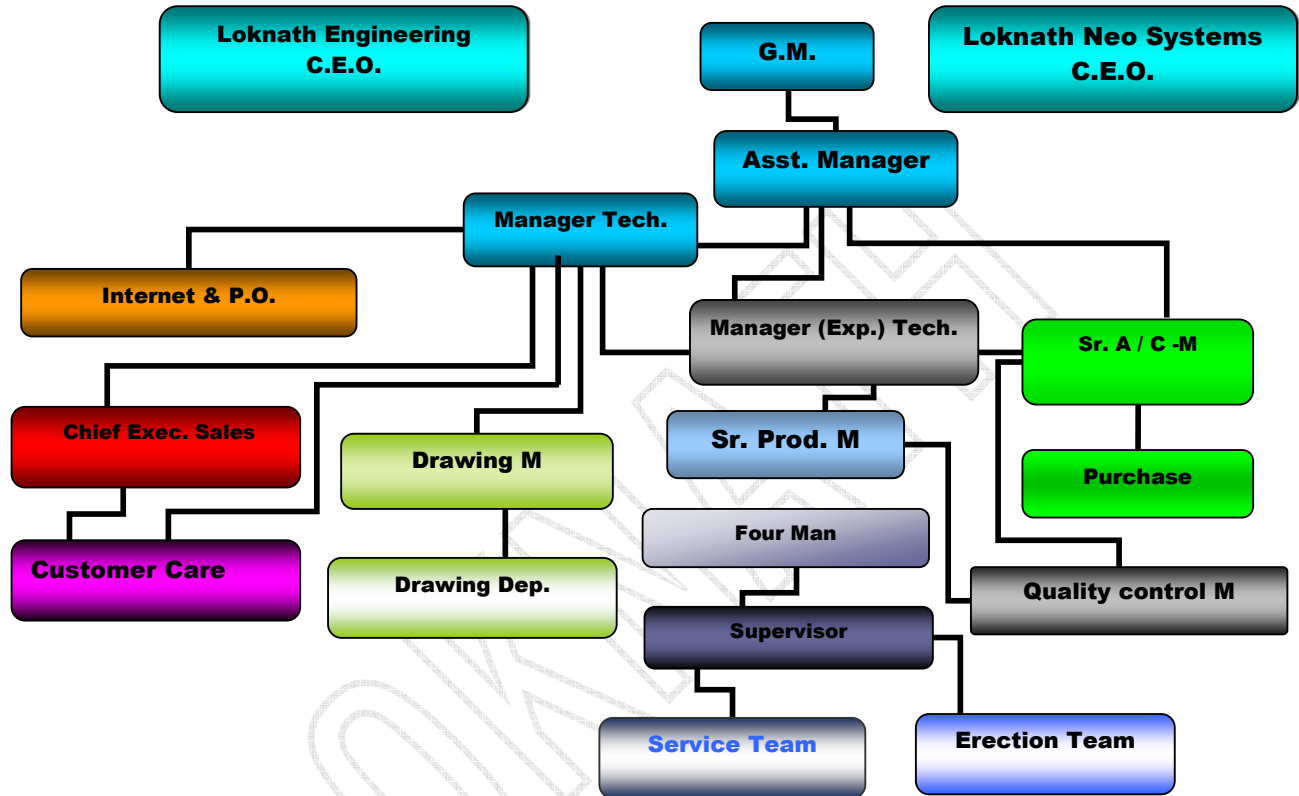 Loknath Engineering
C.E.O.
G.M.
Loknath Neo Systems
C.E.O.
Asst. Manager
Manager Tech.
Internet & P.O.
Manager (Exp.) Tech.
Sr. A / C -M
Chief Exec. Sales
Drawing M
Sr. Prod. M
Purchase
Four Man
Customer Care
Drawing Dep.
Quality control M
Supervisor
Service Team
Erection Team